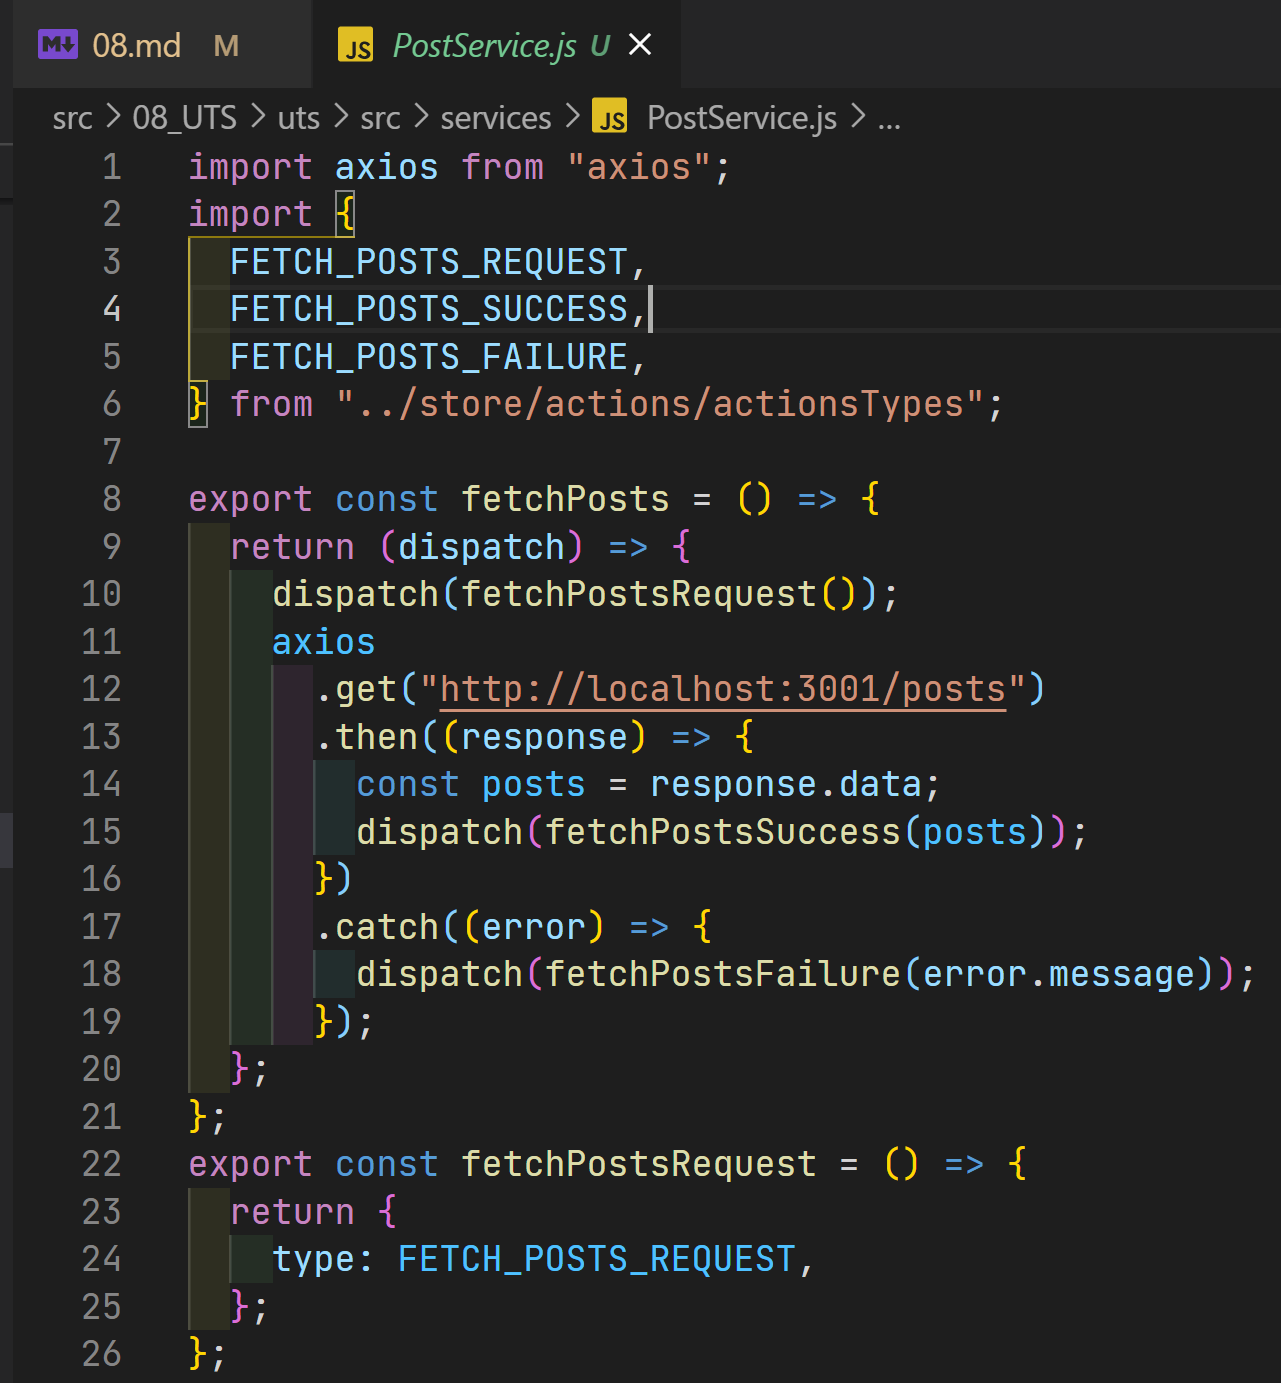 08.md M JS PostService.js U
src > 08_UTS > uts > src > services > JS PostService.js > ...
1 import axios from "axios";
2 import {
3 FETCH_POSTS_REQUEST,
4 FETCH_POSTS_SUCCESS,
5 FETCH_POSTS_FAILURE,
6 } from "../store/actions/actionsTypes";
7
8 export const fetchPosts = () => {
9 return (dispatch) => {
10 dispatch(fetchPostsRequest());
11 axios
12 .get("http://localhost:3001/posts")
13 .then((response) => {
14 const posts = response.data;
15 dispatch(fetchPostsSuccess(posts));
16 })
17 .catch((error) => {
18 dispatch(fetchPostsFailure(error.message));
19 });
20 };
21 };
22 export const fetchPostsRequest = () => {
23 return {
24 type: FETCH_POSTS_REQUEST,
25 };
26 };